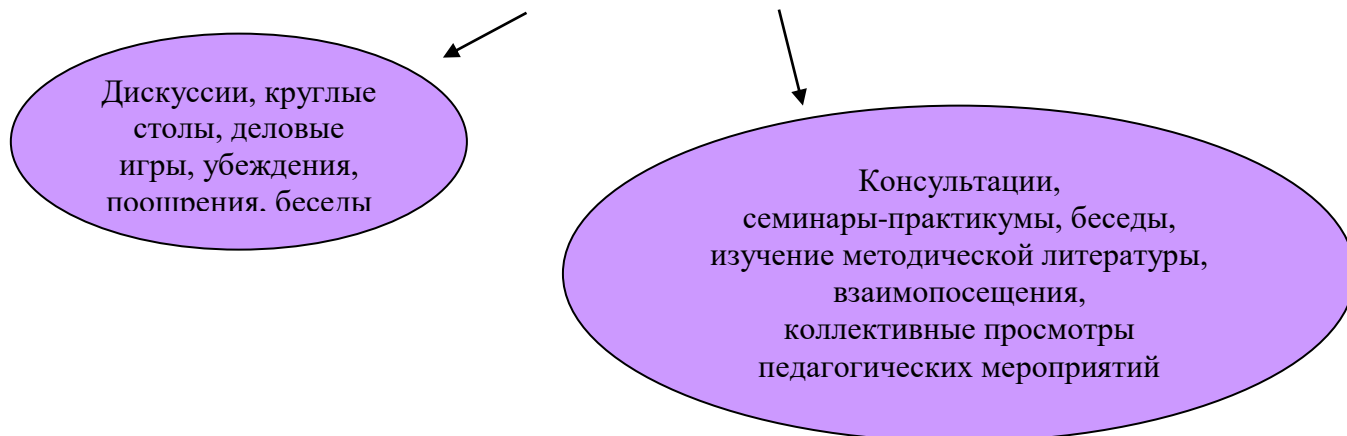 Дискуссии, круглые
столы, деловые
игры, убеждения,
поощрения, беседы
Консультации,
семинары-практикумы, беседы,
изучение методической литературы,
взаимопосещения,
коллективные просмотры
педагогических мероприятий